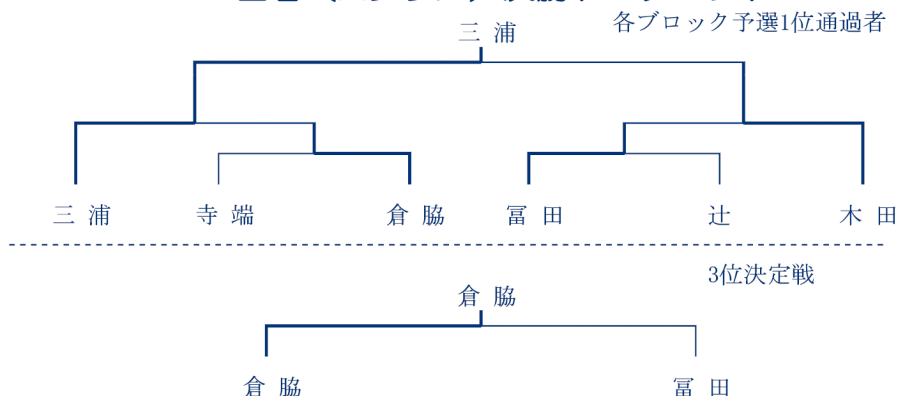 各ブロック予選1位通過者
三浦
三浦 寺端 倉脇 冨田 辻 木田
3位決定戦
倉脇
倉脇 冨田